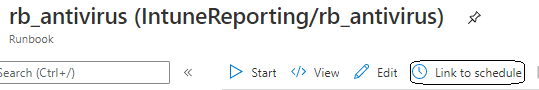 rb_antivirus (IntuneReporting/rb_antivirus)
Runbook
Search (Ctrl+/)
Start View Edit Link to schedule